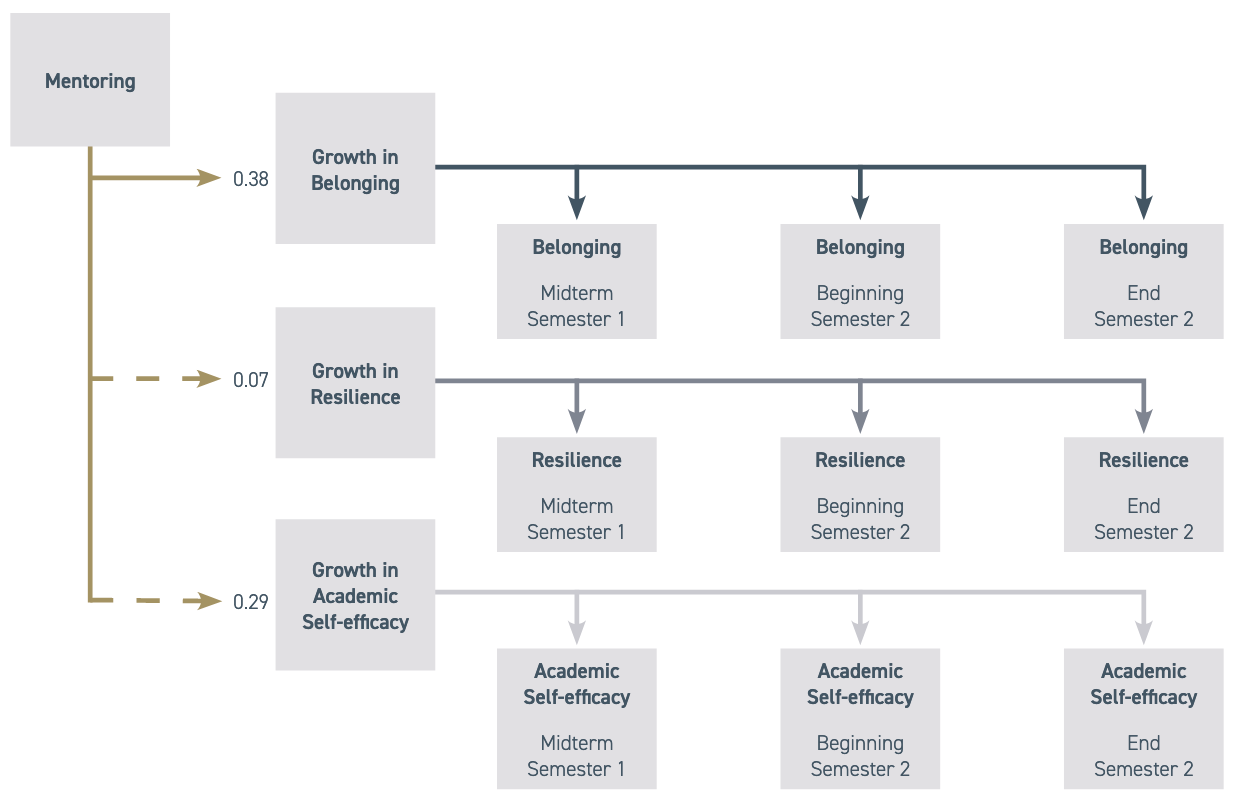 Mentoring
0.38
Growth in
Belonging
Belonging
Midterm
Semester 1
Belonging
Beginning
Semester 2
Belonging
End
Semester 2
0.07
Growth in
Resilience
Resilience
Midterm
Semester 1
Resilience
Beginning
Semester 2
Resilience
End
Semester 2
0.29
Growth in
Academic
Self-efficacy
Academic
Self-efficacy
Midterm
Semester 1
Academic
Self-efficacy
Beginning
Semester 2
Academic
Self-efficacy
End
Semester 2